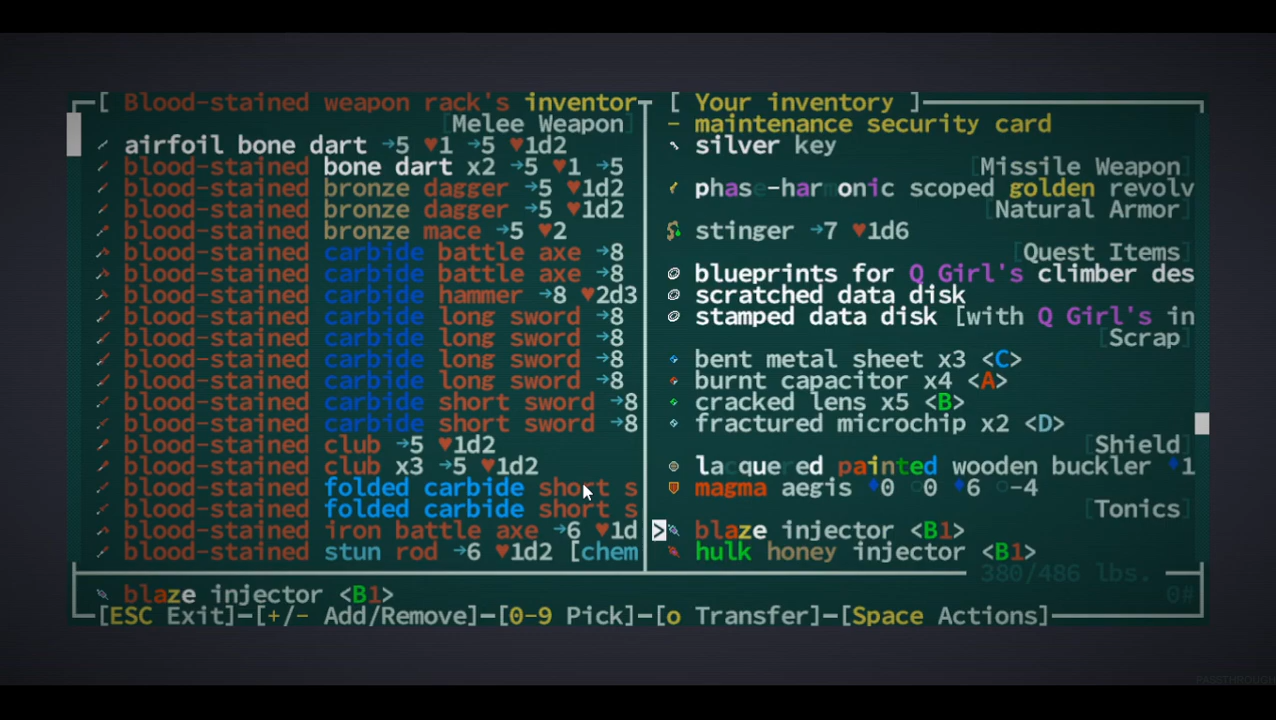 [ Blood-stained weapon rack's inventor
[Melee Weapon]
airfoil bone dart →5 ♥1 →5 ♥1d2
blood-stained bone dart x2 →5 ♥1 →5
blood-stained bronze dagger →5 ♥1d2
blood-stained bronze dagger →5 ♥1d2
blood-stained bronze mace →5 ♥2
blood-stained carbide battle axe →8
blood-stained carbide battle axe →8
blood-stained carbide hammer →8 ♥2d3
blood-stained carbide long sword →8
blood-stained carbide long sword →8
blood-stained carbide long sword →8
blood-stained carbide long sword →8
blood-stained carbide short sword →8
blood-stained carbide short sword →8
blood-stained club →5 ♥1d2
blood-stained club x3 →5 ♥1d2
blood-stained folded carbide short s
blood-stained folded carbide short s
blood-stained iron battle axe →6 ♥1d
blood-stained stun rod →6 ♥1d2 [chem
[ Your inventory ]
- maintenance security card
silver key
[Missile Weapon]
phase-harmonic scoped golden revolv
[Natural Armor]
stinger →7 ♥1d6
[Quest Items]
blueprints for Q Girl's climber des
scratched data disk
stamped data disk [with Q Girl's in
[Scrap]
bent metal sheet x3 <C>
burnt capacitor x4 <A>
cracked lens x5 <B>
fractured microchip x2 <D>
[Shield]
lacquered painted wooden buckler ♦1
magma aegis ♦0 ○0 ♦6 ○-4
[Tonics]
> blaze injector <B1>
hulk honey injector <B1>
380/486 lbs.
blaze injector <B1>
0#
[ESC Exit]-[+/- Add/Remove]-[0-9 Pick]-[o Transfer]-[Space Actions]
PASSTHROUGH